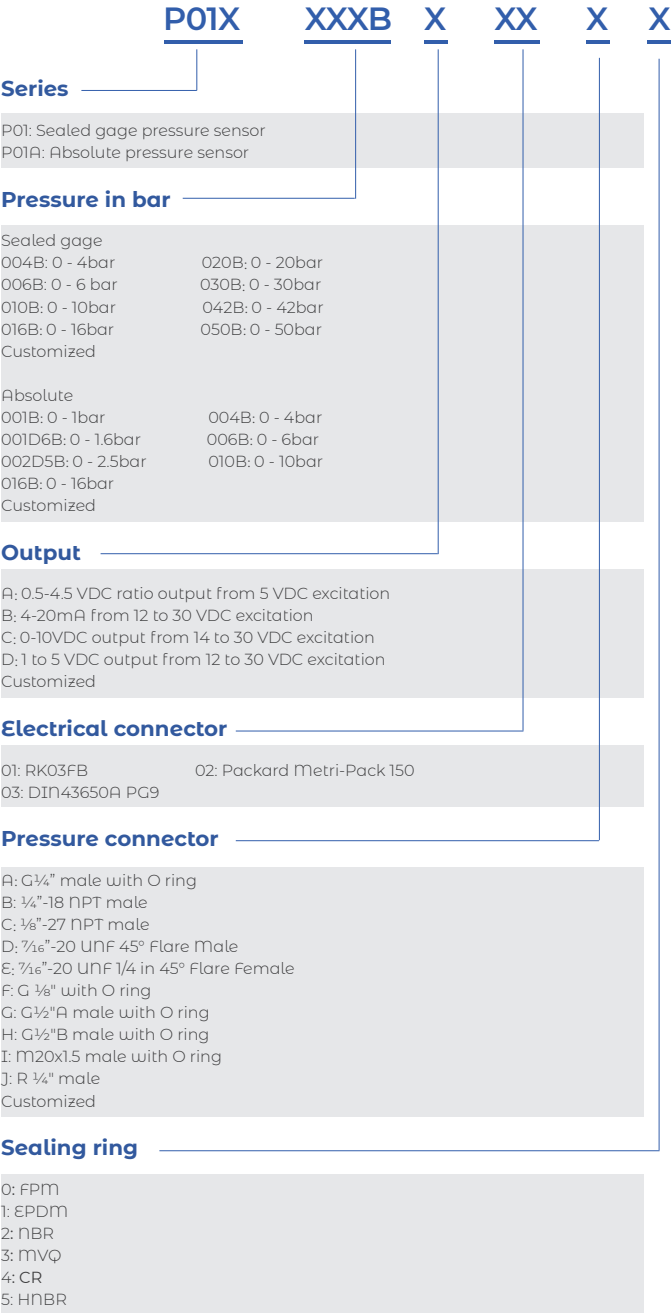 P01X XXXB X XX X X
Series
P01: Sealed gage pressure sensor
P01A: Absolute pressure sensor
Pressure in bar
Sealed gage
004B: 0 - 4bar 020B: 0 - 20bar
006B: 0 - 6 bar 030B: 0 - 30bar
010B: 0 - 10bar 042B: 0 - 42bar
016B: 0 - 16bar 050B: 0 - 50bar
Customized
Absolute
001B: 0 - 1bar 004B: 0 - 4bar
001D6B: 0 - 1.6bar 006B: 0 - 6bar
002D5B: 0 - 2.5bar 010B: 0 - 10bar
016B: 0 - 16bar
Customized
Output
A: 0.5-4.5 VDC ratio output from 5 VDC excitation
B: 4-20mA from 12 to 30 VDC excitation
C: 0-10VDC output from 14 to 30 VDC excitation
D: 1 to 5 VDC output from 12 to 30 VDC excitation
Customized
Electrical connector
01: RK03FB 02: Packard Metri-Pack 150
03: DIN43650A PG9
Pressure connector
A: G¼” male with O ring
B: ¼”-18 NPT male
C: ⅛”-27 NPT male
D: 7⁄16”-20 UNF 45° Flare Male
E: 7⁄16”-20 UNF 1/4 in 45° Flare Female
F: G ⅛" with O ring
G: G½"A male with O ring
H: G½"B male with O ring
I: M20x1.5 male with O ring
J: R ¼" male
Customized
Sealing ring
0: FPM
1: EPDM
2: NBR
3: MVQ
4: CR
5: HNBR